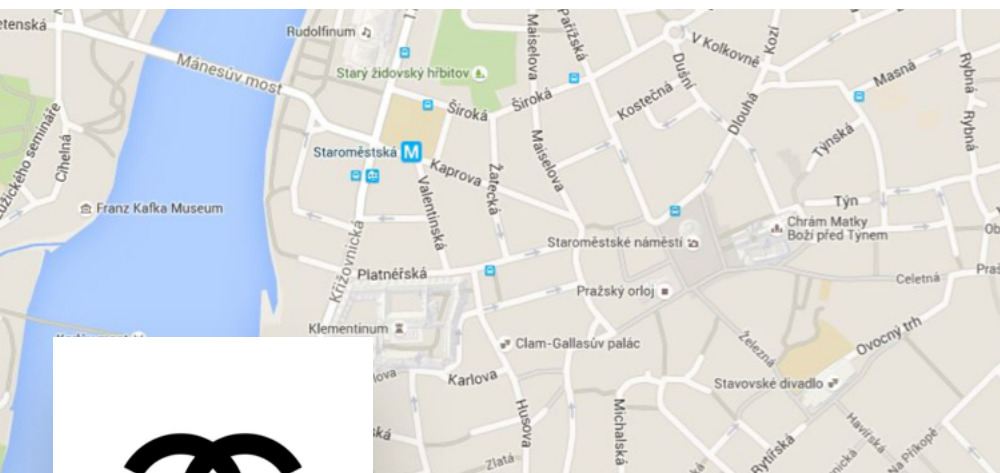 Rudolfinum
Mánesův most
Starý židovský hřbitov
Široká
Široká
Maiselova
Pařížská
V Kolkovně
Kozí
Dušní
Kostečná
Masná
Rybná
Rybná
Dlouhá
Týnská
Cihelná
Staroměstská M
Kaprova
Žatecká
Maiselova
Valentinská
Franz Kafka Museum
Křižovnická
Platnéřská
Staroměstské náměstí
Týn
Chrám Matky
Boží před Týnem
Celetná
Pražský orloj
Klementinum
Clam-Gallasův palác
Železná
Ovocný trh
Karlova
Stavovské divadlo
Husova
Michalská
Zlatá
Rytířská
Havířská
Na Příkopě